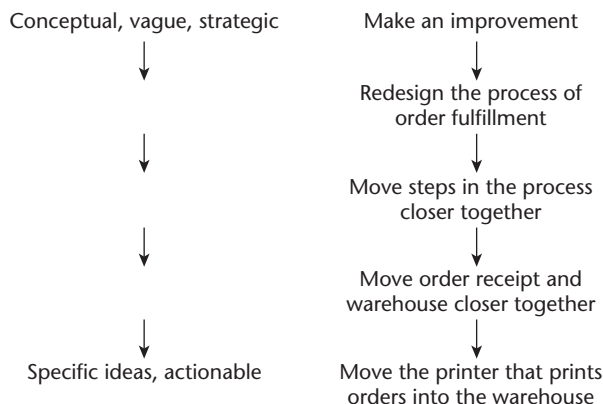 Conceptual, vague, strategic
Make an improvement
Redesign the process of
order fulfillment
Move steps in the process
closer together
Move order receipt and
warehouse closer together
Specific ideas, actionable
Move the printer that prints
orders into the warehouse